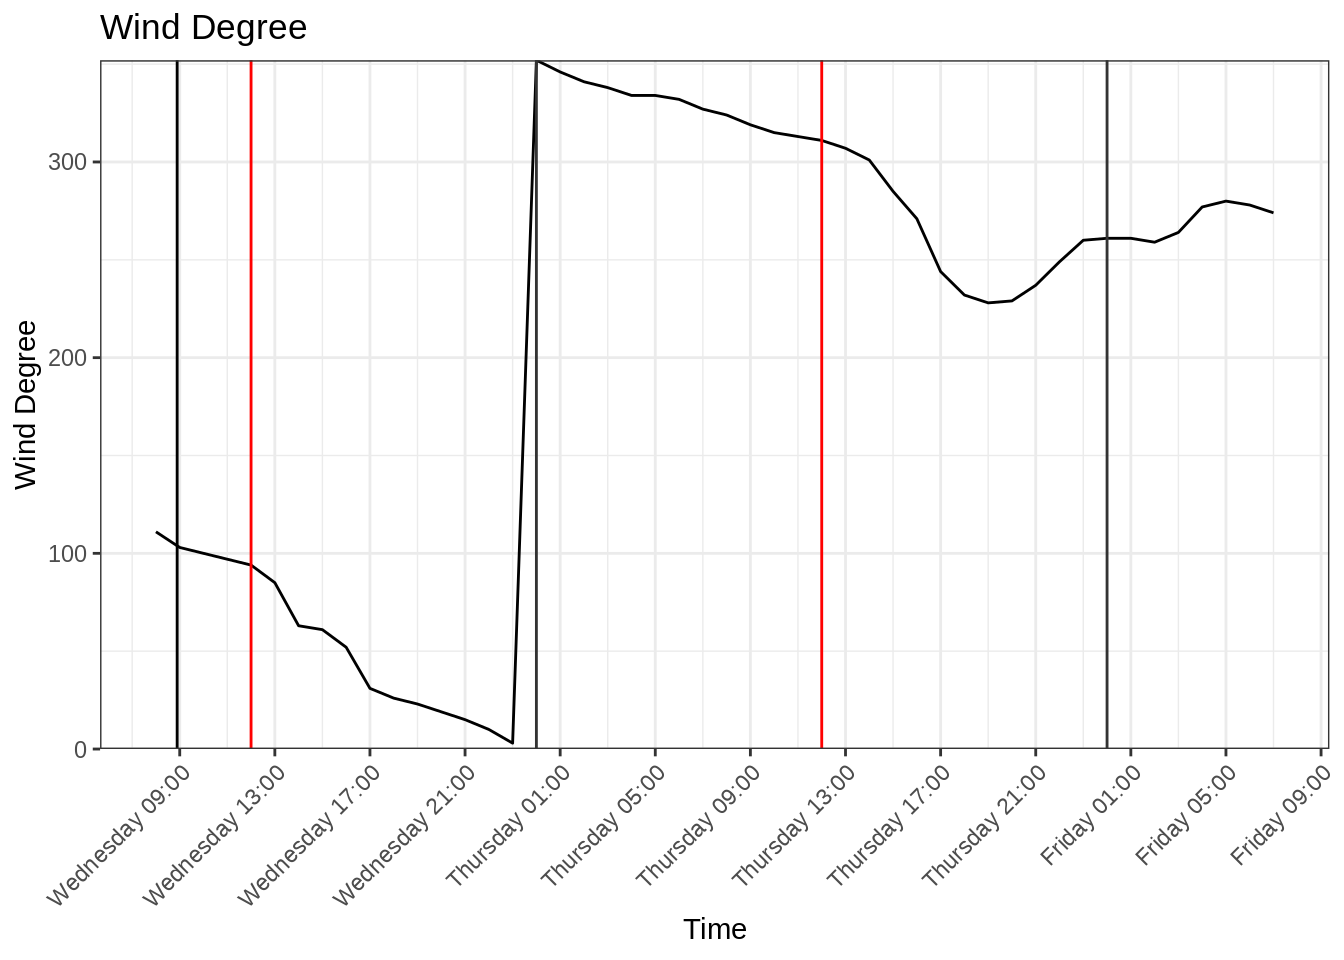 Wind Degree
Wind Degree
300
200
100
0
Wednesday 09:00
Wednesday 13:00
Wednesday 17:00
Wednesday 21:00
Thursday 01:00
Thursday 05:00
Thursday 09:00
Thursday 13:00
Thursday 17:00
Thursday 21:00
Friday 01:00
Friday 05:00
Friday 09:00
Time